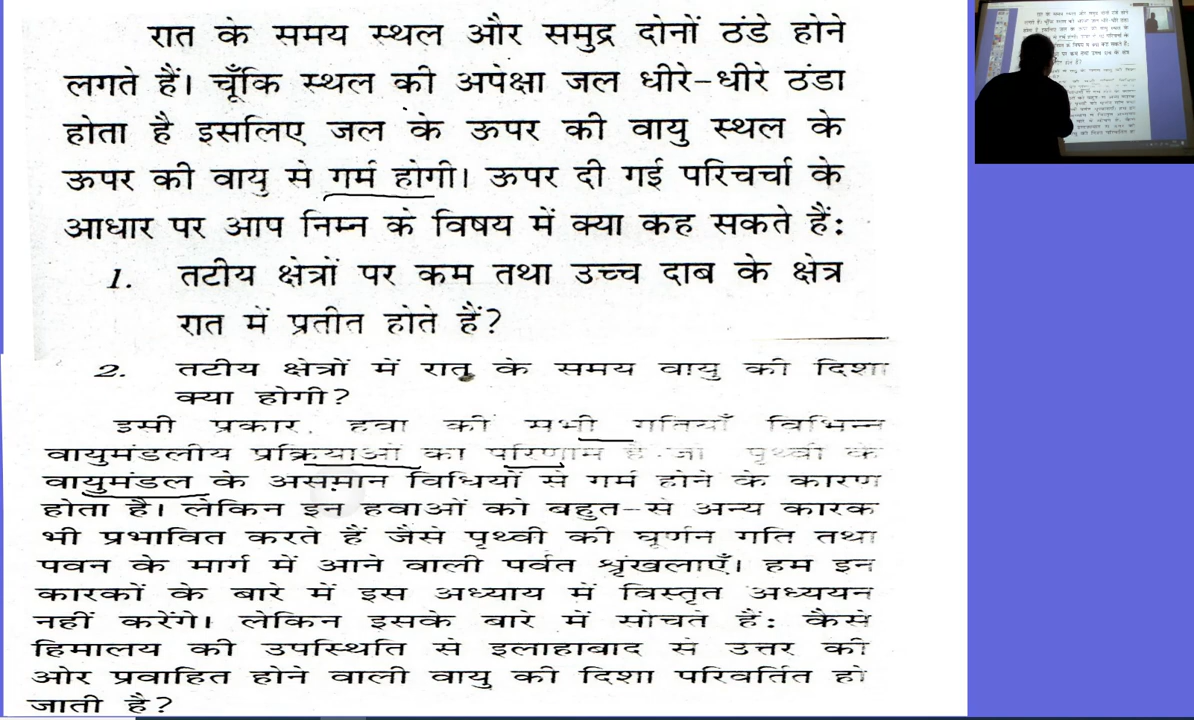 रात के समय स्थल और समुद्र दोनों ठंडे होने
लगते हैं। चूँकि स्थल की अपेक्षा जल धीरे-धीरे ठंडा
होता है इसलिए जल के ऊपर की वायु स्थल के
ऊपर की वायु से गर्म होगी। ऊपर दी गई परिचर्चा के
आधार पर आप निम्न के विषय में क्या कह सकते हैं:
1. तटीय क्षेत्रों पर कम तथा उच्च दाब के क्षेत्र
रात में प्रतीत होते हैं?
2. तटीय क्षेत्रों में रात के समय वायु की दिशा
क्या होगी?
इसी प्रकार, हवा की सभी गतियाँ विभिन्न
वायुमंडलीय प्रक्रियाओं का परिणाम है जो पृथ्वी के
वायुमंडल के असमान विधियों से गर्म होने के कारण
होता है। लेकिन इन हवाओं को बहुत-से अन्य कारक
भी प्रभावित करते हैं जैसे पृथ्वी की घूर्णन गति तथा
पवन के मार्ग में आने वाली पर्वत श्रृंखलाएँ। हम इन
कारकों के बारे में इस अध्याय में विस्तृत अध्ययन
नहीं करेंगे। लेकिन इसके बारे में सोचते हैं: कैसे
हिमालय की उपस्थिति से इलाहाबाद से उत्तर की
ओर प्रवाहित होने वाली वायु की दिशा परिवर्तित हो
जाती है?